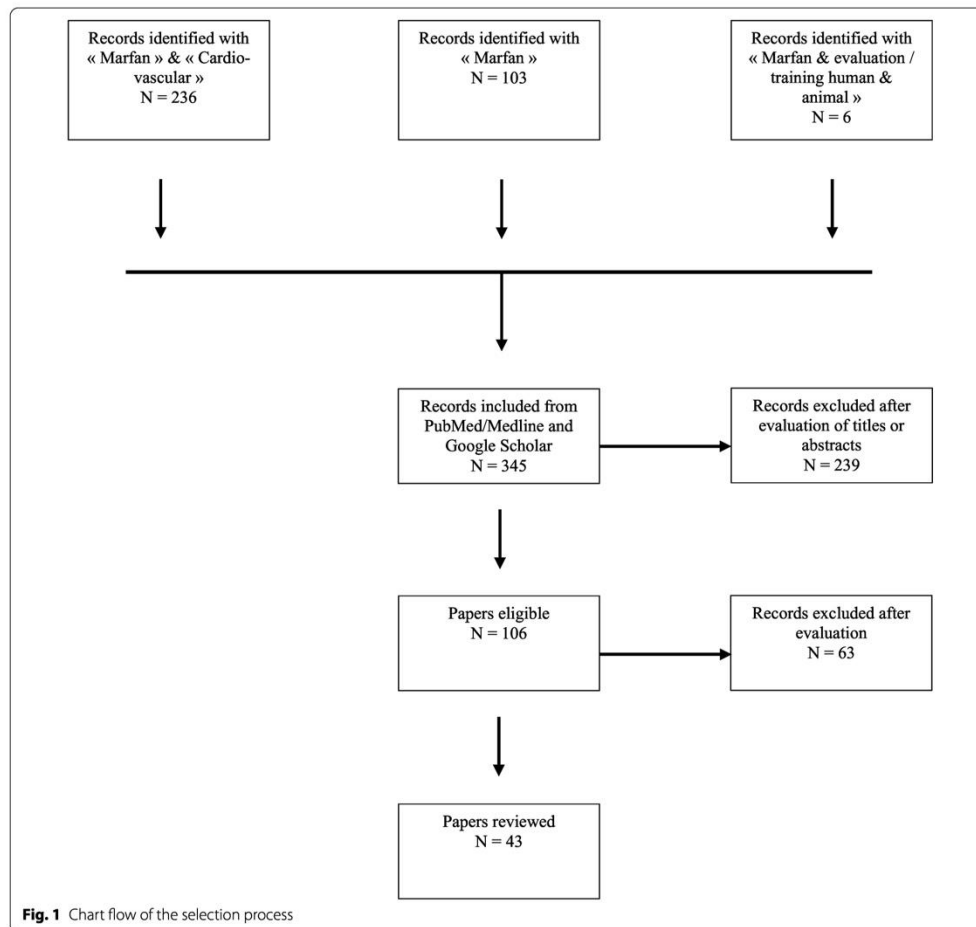 Records identified with
« Marfan » & « Cardio-
vascular »
N = 236
Records identified with
« Marfan »
N = 103
Records identified with
« Marfan & evaluation /
training human &
animal »
N = 6
Records included from
PubMed/Medline and
Google Scholar
N = 345
Records excluded after
evaluation of titles or
abstracts
N = 239
Papers eligible
N = 106
Records excluded after
evaluation
N = 63
Papers reviewed
N = 43
Fig. 1 Chart flow of the selection process